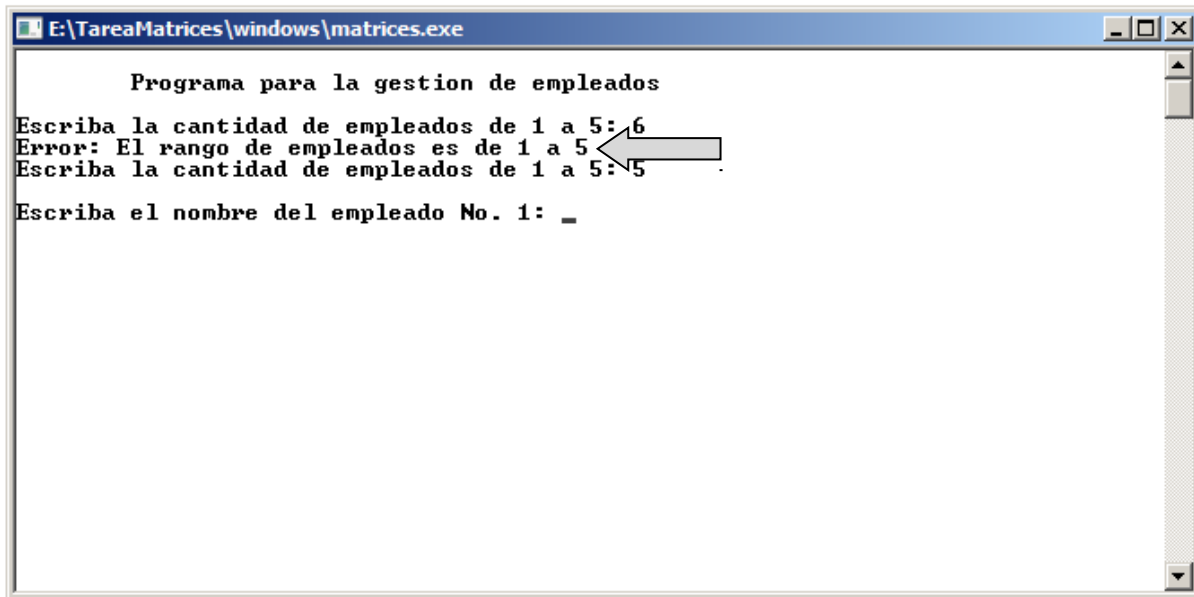 E:\TareaMatrices\windows\matrices.exe
Programa para la gestion de empleados
Escriba la cantidad de empleados de 1 a 5: 6
Error: El rango de empleados es de 1 a 5
Escriba la cantidad de empleados de 1 a 5: 5
Escriba el nombre del empleado No. 1: _